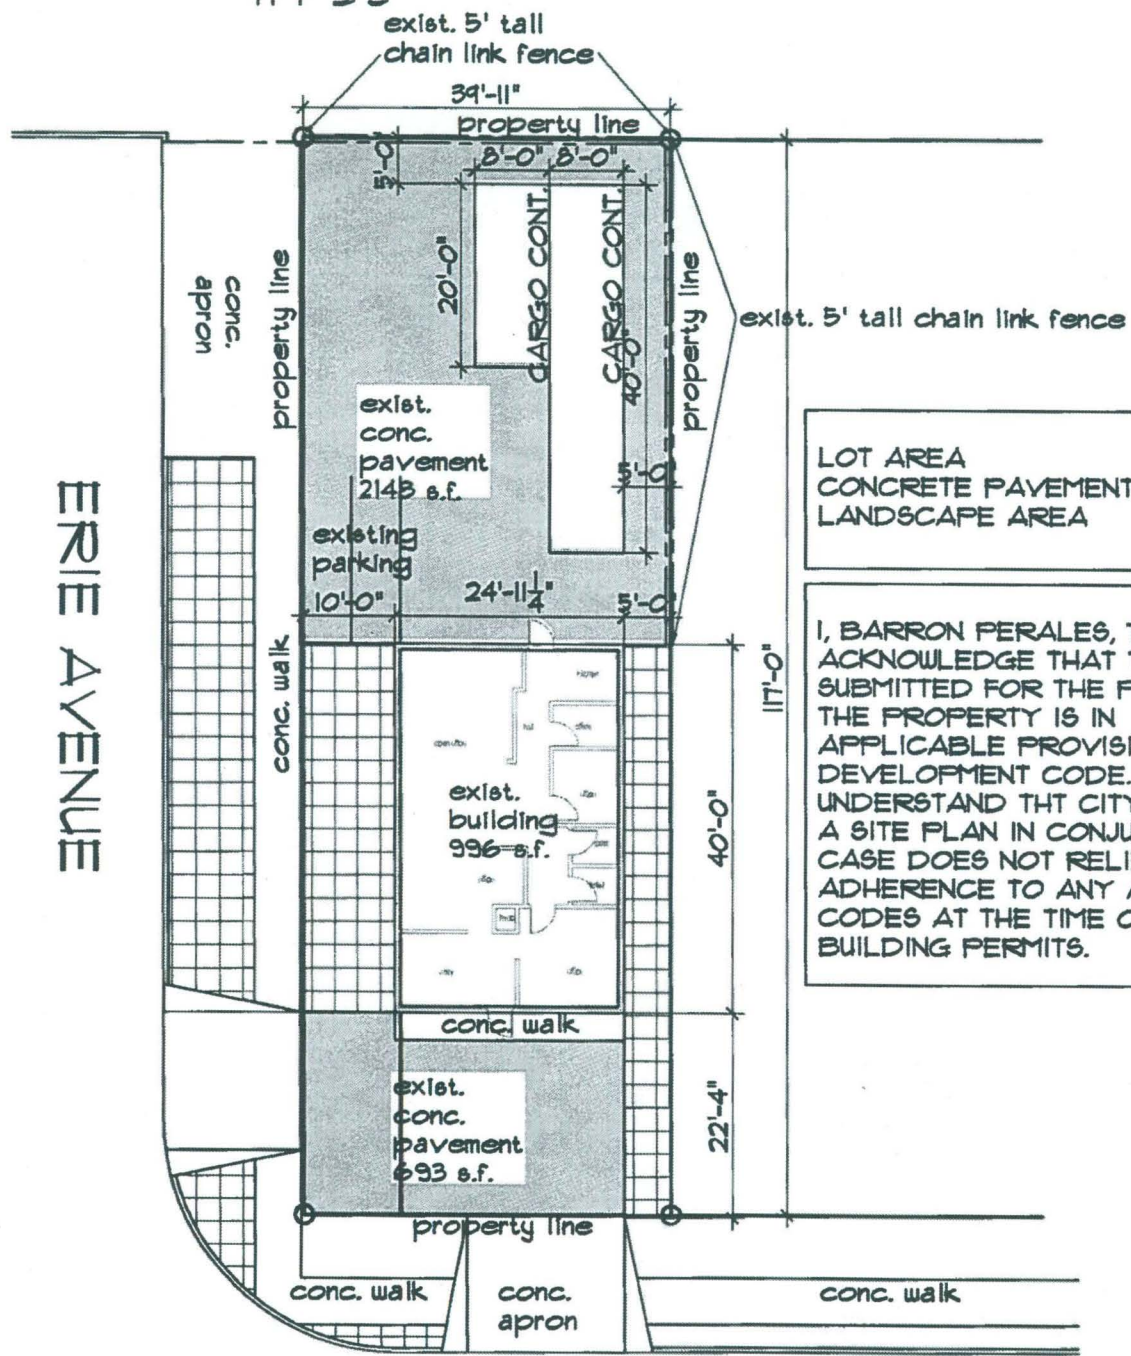 exist. 5' tall
chain link fence
39'-11"
property line
5'-0"
8'-0" 8'-0"
CARGO CONT.
CARGO CONT.
20'-0"
40'-0"
property line
property line
conc.
apron
exist. 5' tall chain link fence
exist.
conc.
pavement
2143 s.f.
5'-0"
existing
parking
10'-0"
24'-11 1/4"
5'-0"
LOT AREA
CONCRETE PAVEMENT
LANDSCAPE AREA
I, BARRON PERALES, T
ACKNOWLEDGE THAT T
SUBMITTED FOR THE
THE PROPERTY IS IN
APPLICABLE PROVISI
DEVELOPMENT CODE.
UNDERSTAND THT CITY
A SITE PLAN IN CONJU
CASE DOES NOT RELI
ADHERENCE TO ANY A
CODES AT THE TIME
BUILDING PERMITS.
ERIE AVENUE
conc. walk
117'-0"
40'-0"
exist.
building
996 s.f.
conc. walk
22'-4"
exist.
conc.
pavement
693 s.f.
property line
conc. walk
conc.
apron
conc. walk